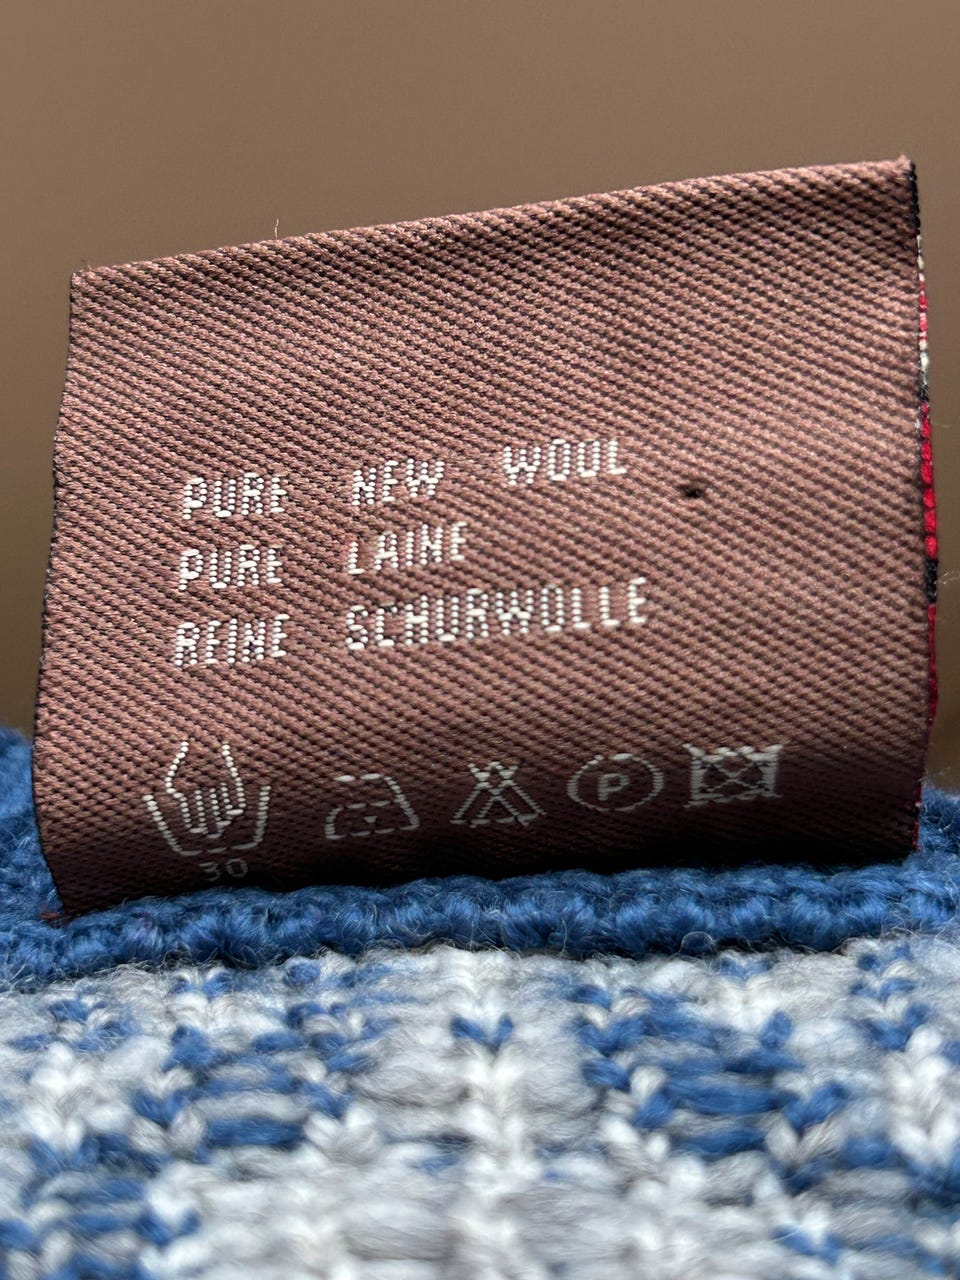 PURE NEW WOOL
PURE LAINE
REINE SCHURWOLLE
30
P